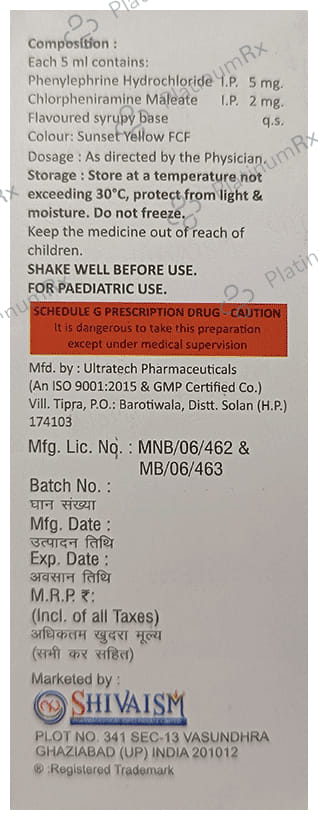 Composition :
Each 5 ml contains:
Phenylephrine Hydrochloride I.P. 5 mg.
Chlorpheniramine Maleate I.P. 2 mg.
Flavoured syrupy base q.s.
Colour: Sunset Yellow FCF
Dosage : As directed by the Physician.
Storage : Store at a temperature not
exceeding 30°C, protect from light &
moisture. Do not freeze.
Keep the medicine out of reach of
children.
SHAKE WELL BEFORE USE.
FOR PAEDIATRIC USE.
SCHEDULE G PRESCRIPTION DRUG - CAUTION
It is dangerous to take this preparation
except under medical supervision
Mfd. by : Ultratech Pharmaceuticals
(An ISO 9001:2015 & GMP Certified Co.)
Vill. Tipra, P.O.: Barotiwala, Distt. Solan (H.P.)
174103
Mfg. Lic. No. : MNB/06/462 &
MB/06/463
Batch No. :
घान संख्या
Mfg. Date :
उत्पादन तिथि
Exp. Date :
अवसान तिथि
M.R.P. ₹:
(Incl. of all Taxes)
अधिकतम खुदरा मूल्य
(सभी कर सहित)
Marketed by :
SHIVAISM
PLOT NO. 341 SEC-13 VASUNDHRA
GHAZIABAD (UP) INDIA 201012
® :Registered Trademark
PlatinumRx